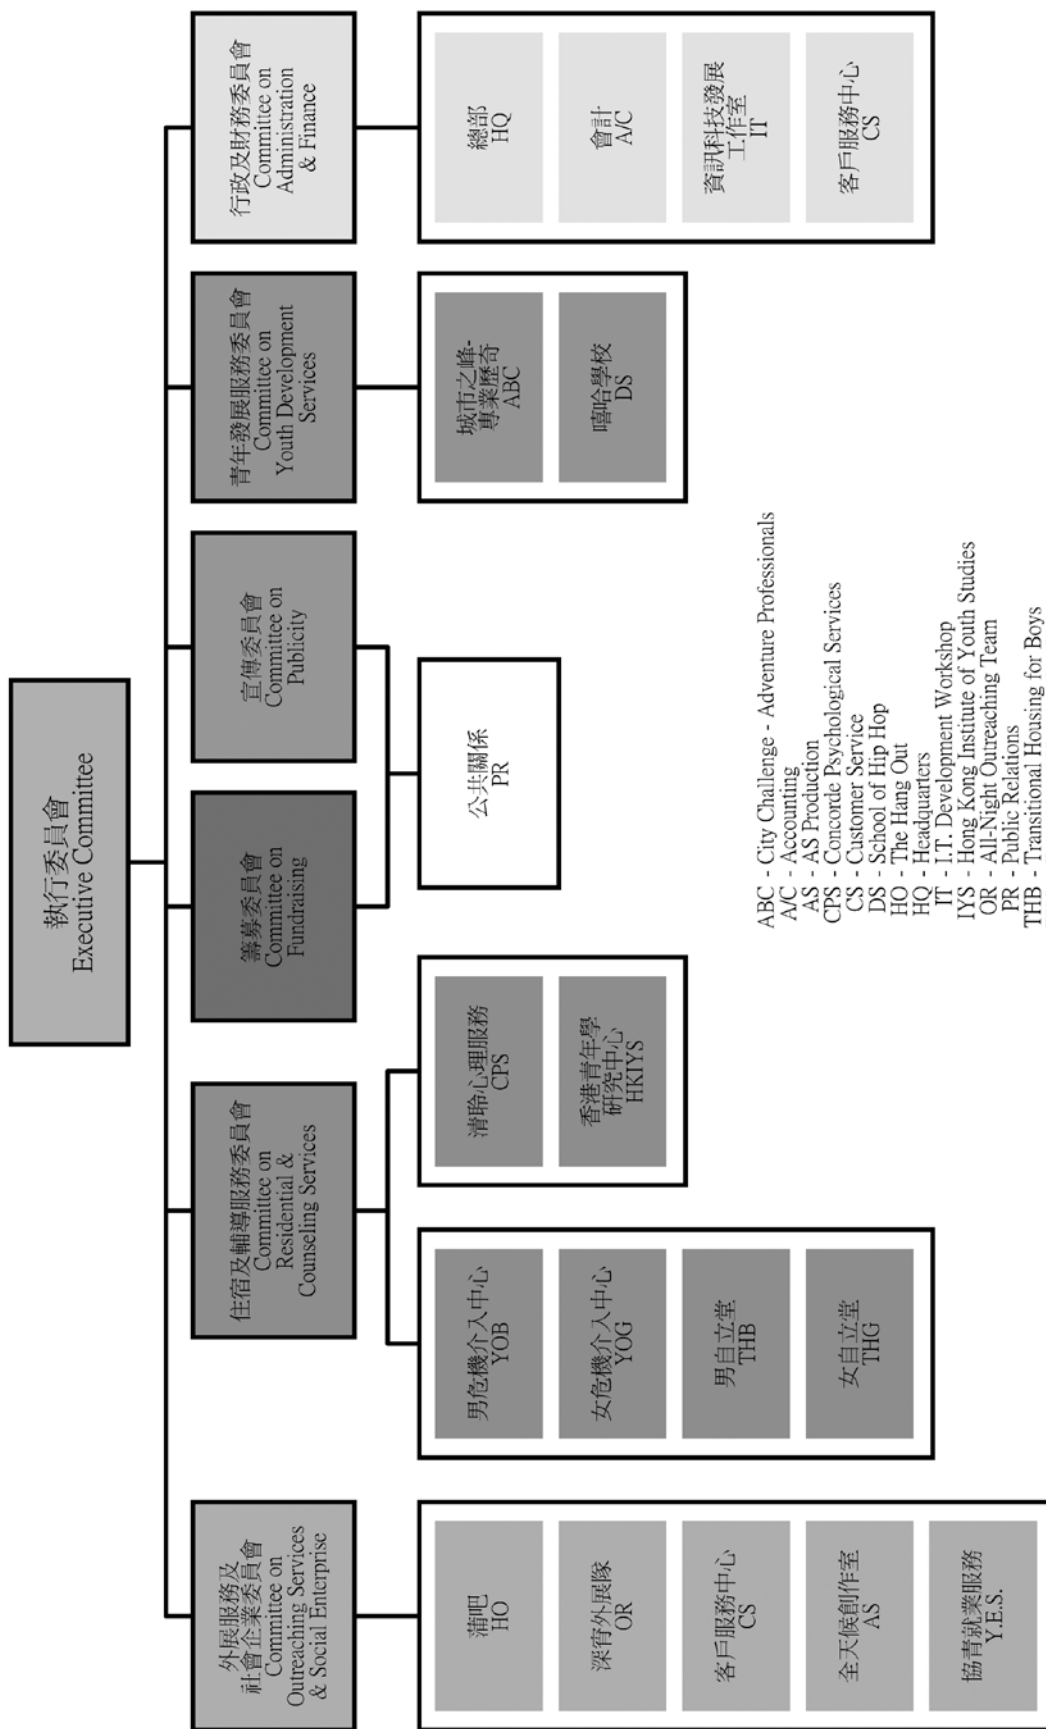 執行委員會
Executive Committee
外展服務及
社會企業委員會
Committee on
Outreaching Services
& Social Enterprise
住宿及輔導服務委員會
Committee on
Residential &
Counseling Services
籌募委員會
Committee on
Fundraising
宣傳委員會
Committee on
Publicity
青年發展服務委員會
Committee on
Youth Development
Services
行政及財務委員會
Committee on
Administration
& Finance
蒲吧
HO
深宵外展隊
OR
客戶服務中心
CS
全天候創作室
AS
協青就業服務
Y.E.S.
男危機介入中心
YOB
女危機介入中心
YOG
男自立堂
THB
女自立堂
THG
清聆心理服務
CPS
香港青年學
研究中心
HKIYS
公共關係
PR
城市之峰-
專業歷奇
ABC
嘻哈學校
DS
總部
HQ
會計
A/C
資訊科技發展
工作室
IT
客戶服務中心
CS
ABC - City Challenge - Adventure Professionals
A/C - Accounting
AS - AS Production
CPS - Concorde Psychological Services
CS - Customer Service
DS - School of Hip Hop
HO - The Hang Out
HQ - Headquarters
IT - I.T. Development Workshop
IYS - Hong Kong Institute of Youth Studies
OR - All-Night Outreaching Team
PR - Public Relations
THB - Transitional Housing for Boys